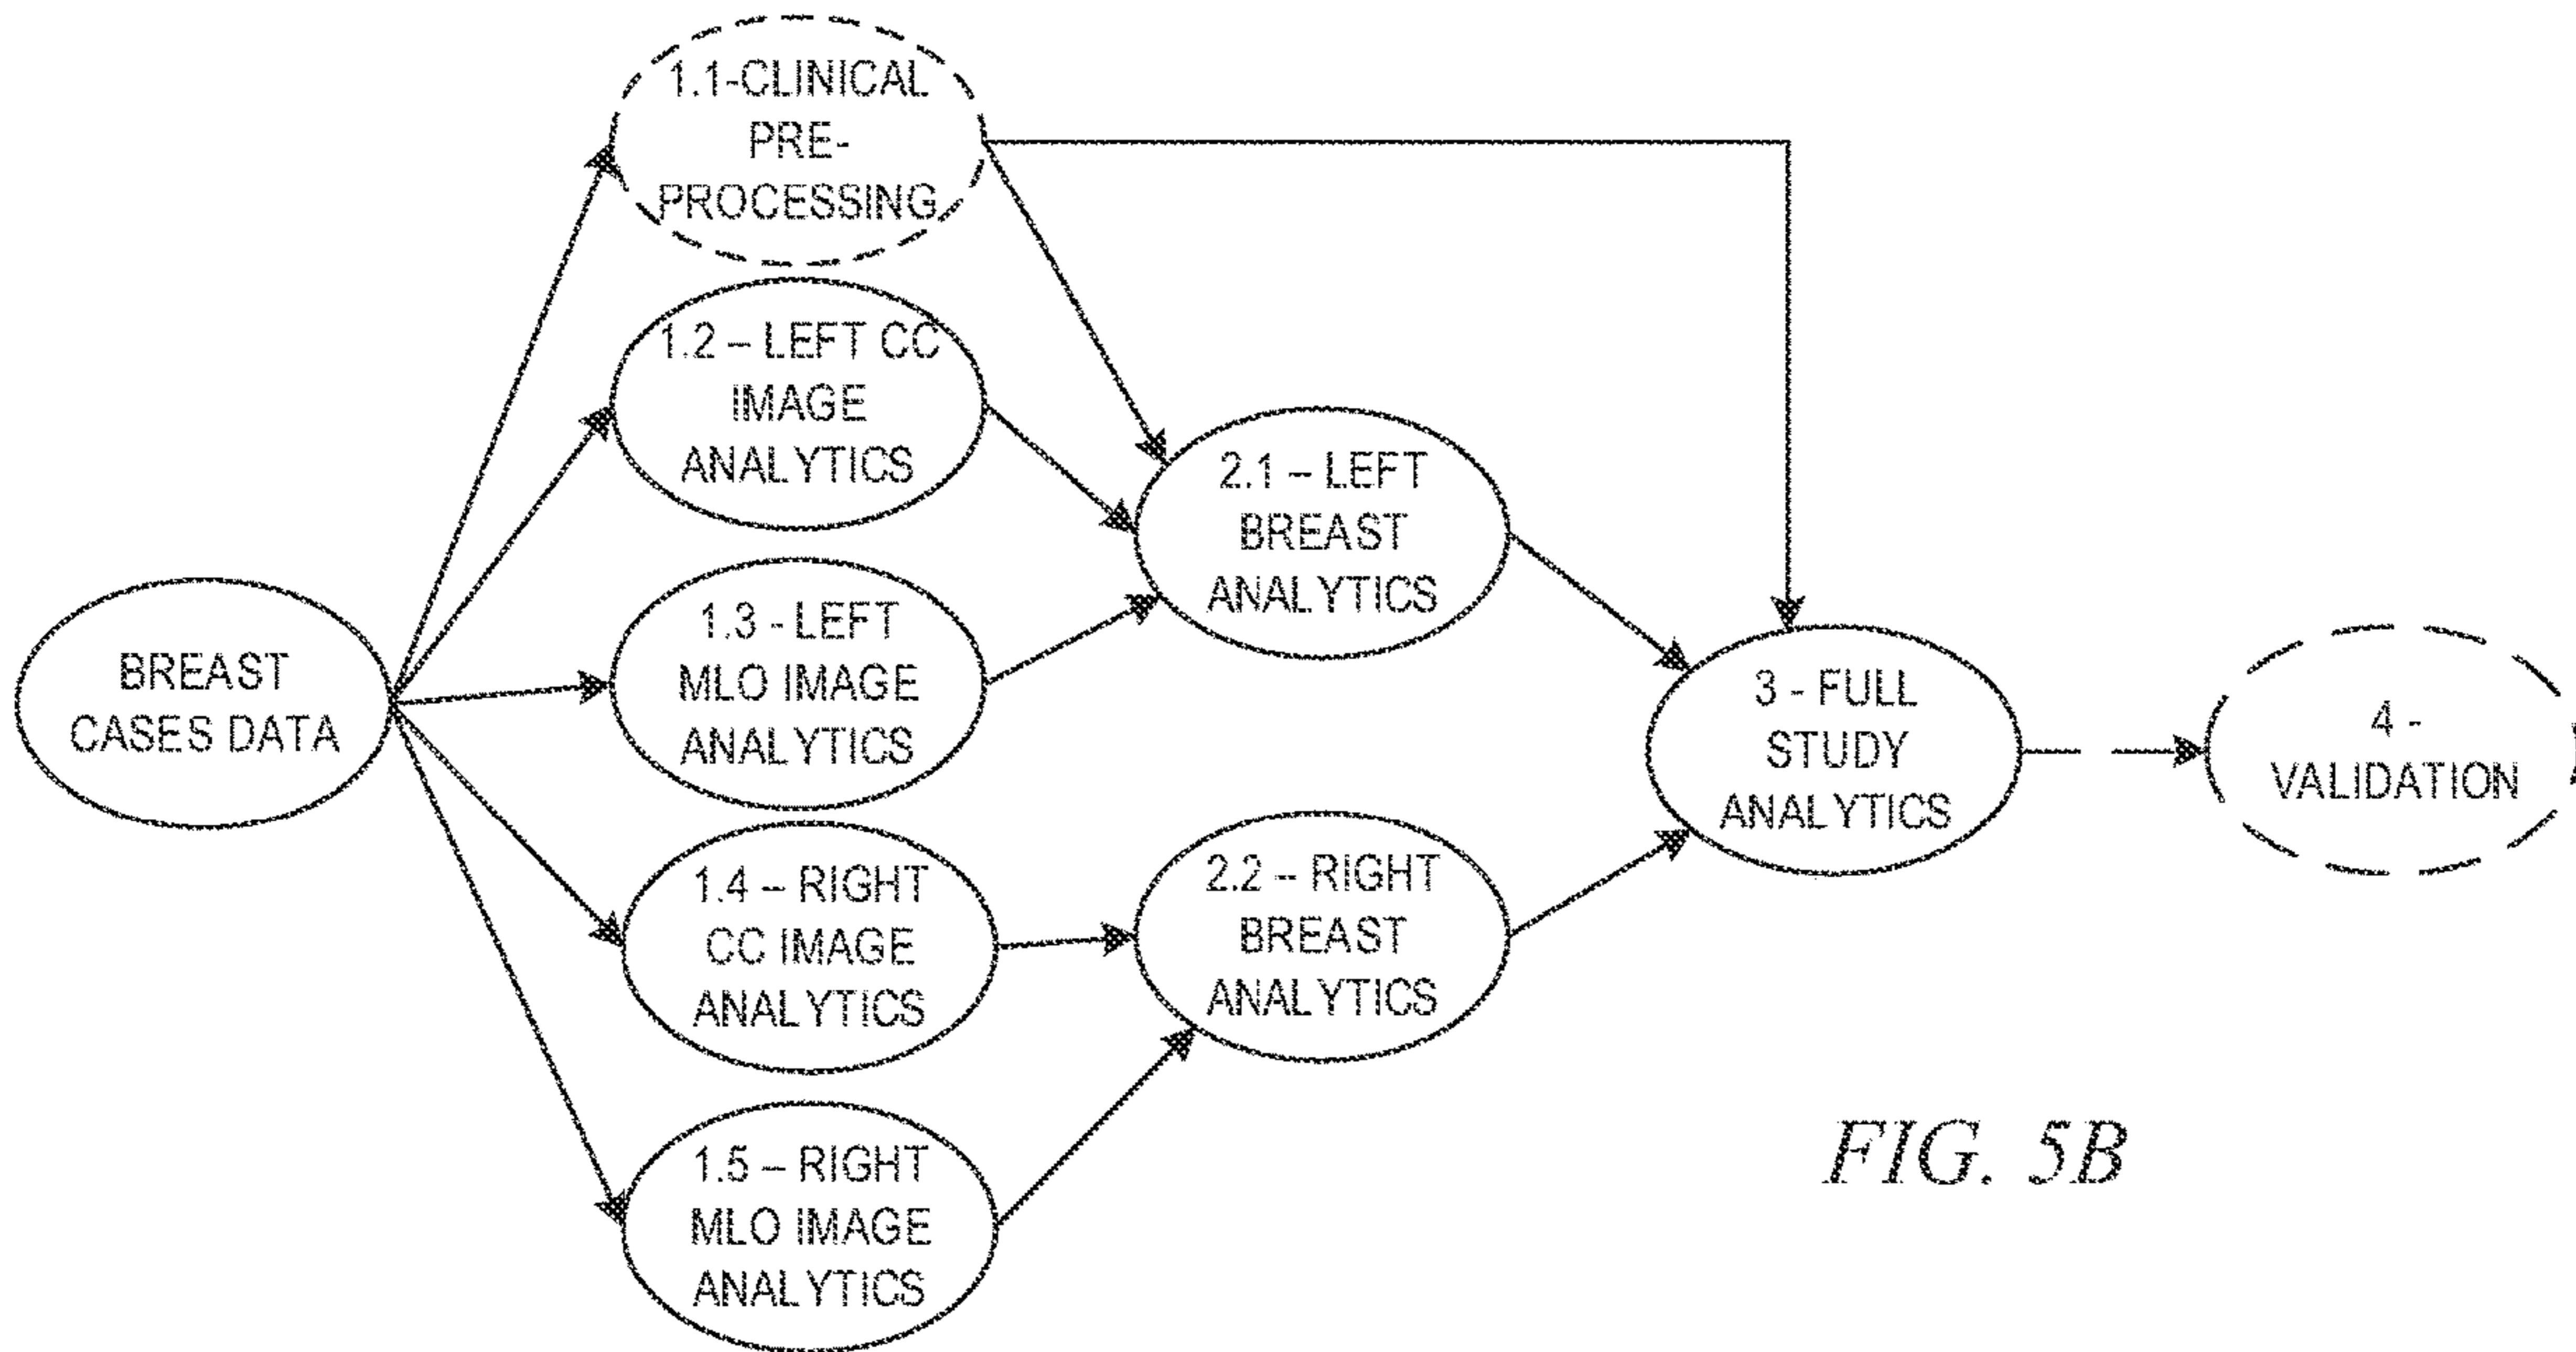 1.1-CLINICAL
PRE-
PROCESSING
1.2 – LEFT CC
IMAGE
ANALYTICS
1.3 - LEFT
MLO IMAGE
ANALYTICS
BREAST
CASES DATA
1.4 – RIGHT
CC IMAGE
ANALYTICS
1.5 – RIGHT
MLO IMAGE
ANALYTICS
2.1 – LEFT
BREAST
ANALYTICS
2.2 – RIGHT
BREAST
ANALYTICS
3 - FULL
STUDY
ANALYTICS
4 -
VALIDATION
FIG. 5B